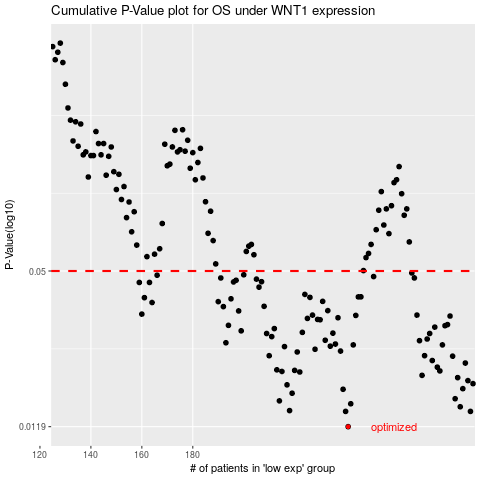 Cumulative P-Value plot for OS under WNT1 expression
P-Value(log10)
0.05
0.0119
optimized
120 140 160 180
# of patients in 'low exp' group